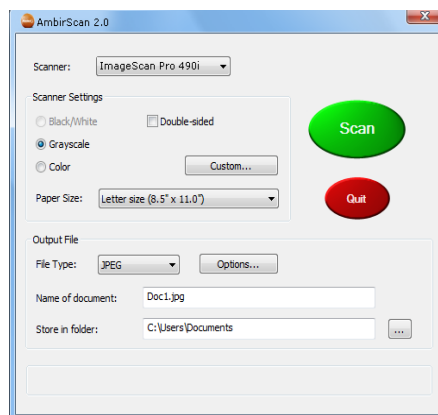 AmbirScan 2.0
Scanner: ImageScan Pro 490i
Scanner Settings
Black/White Double-sided
Grayscale
Color Custom...
Paper Size: Letter size (8.5" x 11.0")
Scan
Quit
Output File
File Type: JPEG Options...
Name of document: Doc1.jpg
Store in folder: C:\Users\Documents ...